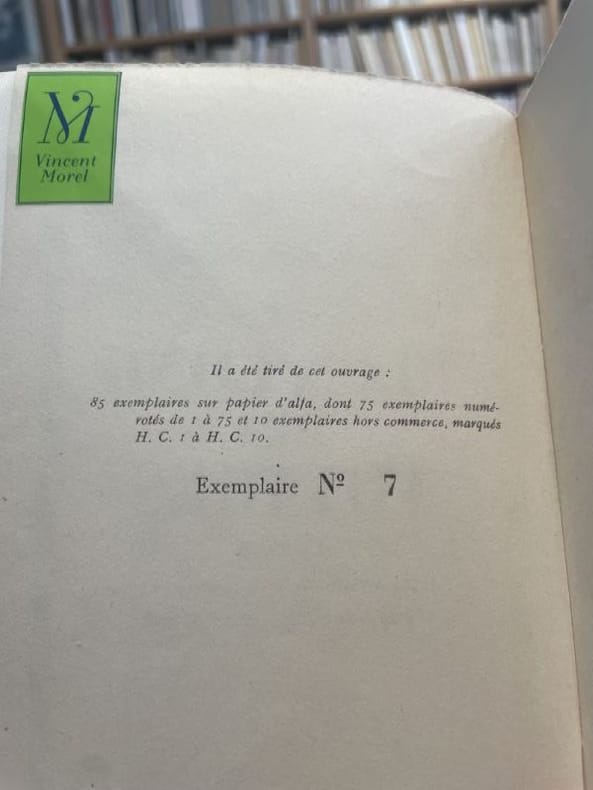 M
Vincent
Morel
Il a été tiré de cet ouvrage :
85 exemplaires sur papier d'alfa, dont 75 exemplaires numé-
rotés de 1 à 75 et 10 exemplaires hors commerce, marqués
H. C. 1 à H. C. 10.
Exemplaire Nº 7